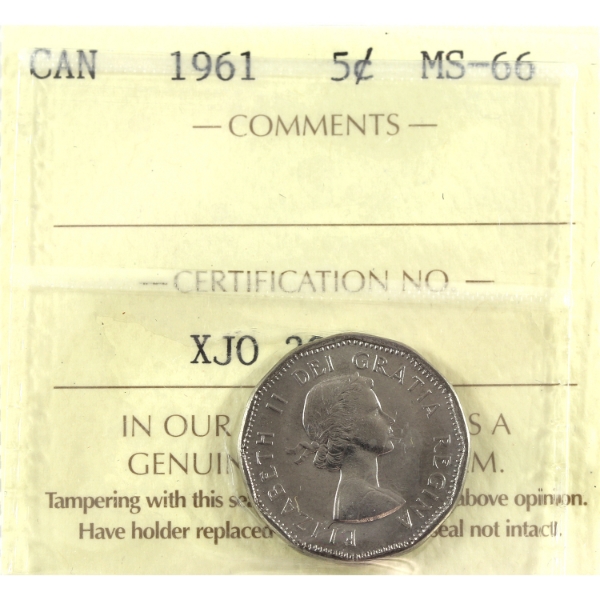 CAN 1961 5¢ MS-66
— COMMENTS —
— CERTIFICATION NO. —
XJO
ELIZABETH II DEI GRATIA REGINA
IN OUR S A
GENUIN M.
Tampering with this se above opinion.
Have holder replaced seal not intact.